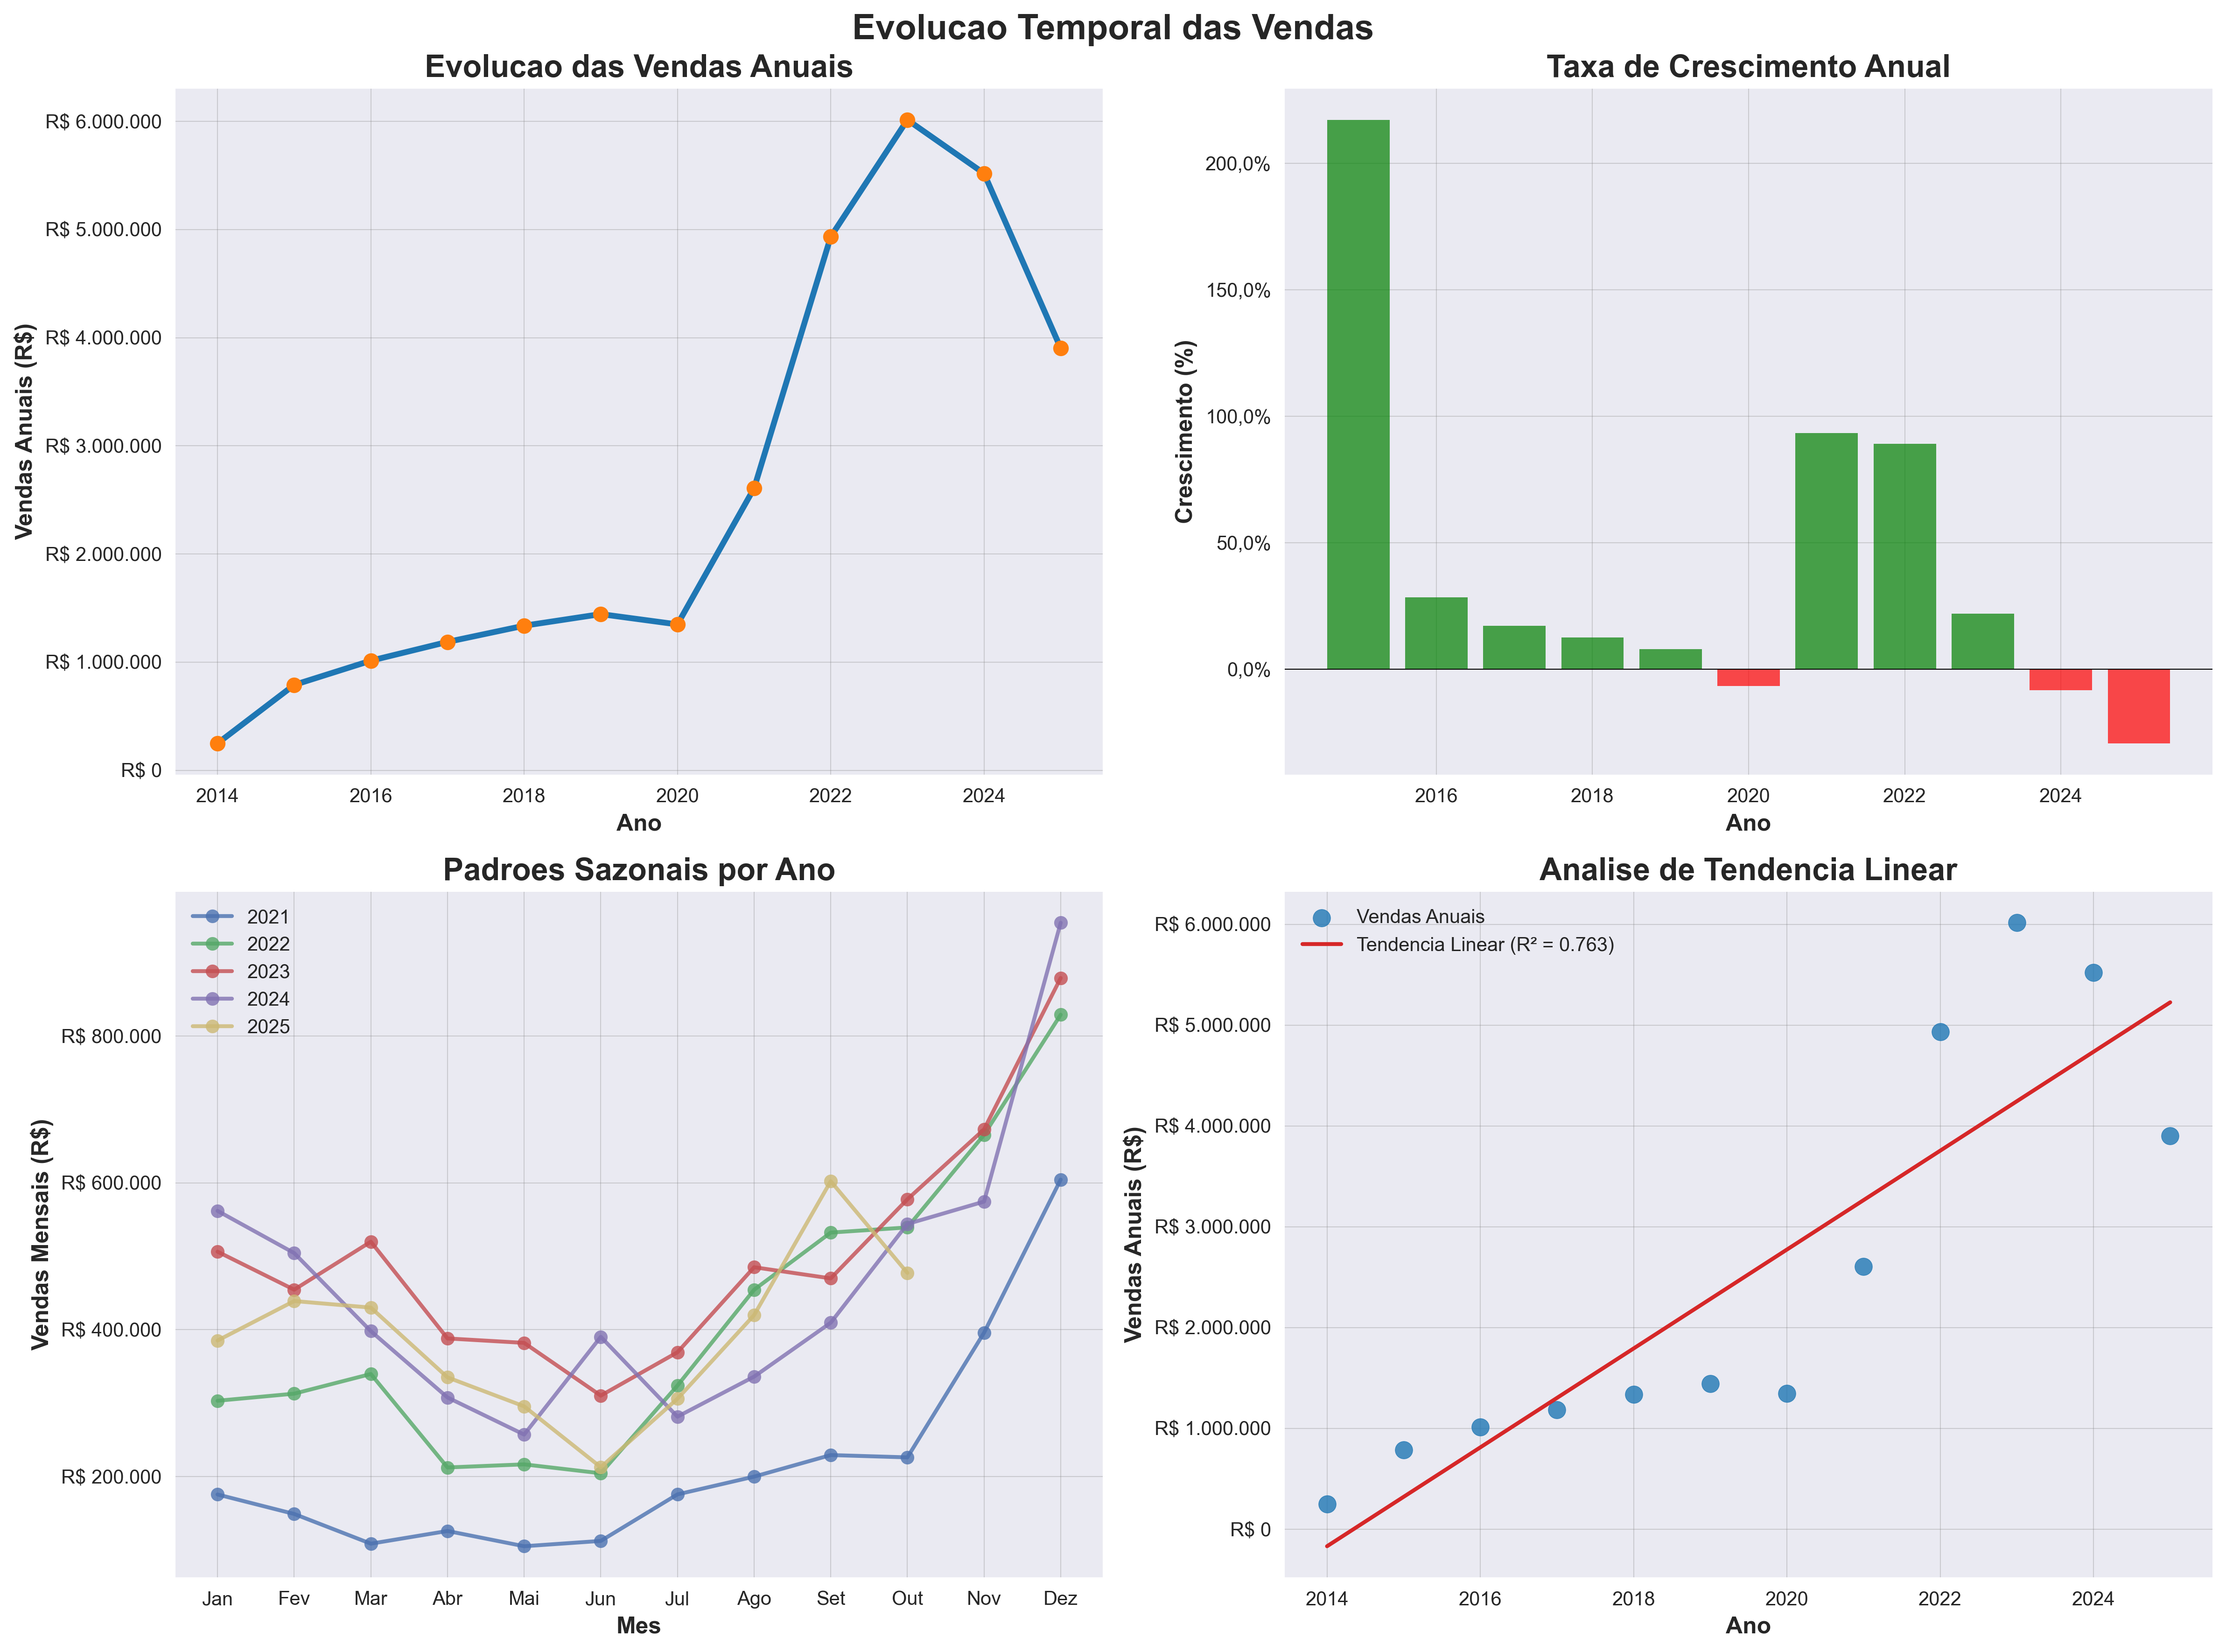 Evolucao Temporal das Vendas
Evolucao das Vendas Anuais
Vendas Anuais (R$)
R$ 6.000.000
R$ 5.000.000
R$ 4.000.000
R$ 3.000.000
R$ 2.000.000
R$ 1.000.000
R$ 0
2014 2016 2018 2020 2022 2024
Ano
Taxa de Crescimento Anual
Crescimento (%)
200,0%
150,0%
100,0%
50,0%
0,0%
2016 2018 2020 2022 2024
Ano
Padroes Sazonais por Ano
2021
2022
2023
2024
2025
Vendas Mensais (R$)
R$ 800.000
R$ 600.000
R$ 400.000
R$ 200.000
Jan Fev Mar Abr Mai Jun Jul Ago Set Out Nov Dez
Mes
Analise de Tendencia Linear
Vendas Anuais
Tendencia Linear (R² = 0.763)
Vendas Anuais (R$)
R$ 6.000.000
R$ 5.000.000
R$ 4.000.000
R$ 3.000.000
R$ 2.000.000
R$ 1.000.000
R$ 0
2014 2016 2018 2020 2022 2024
Ano